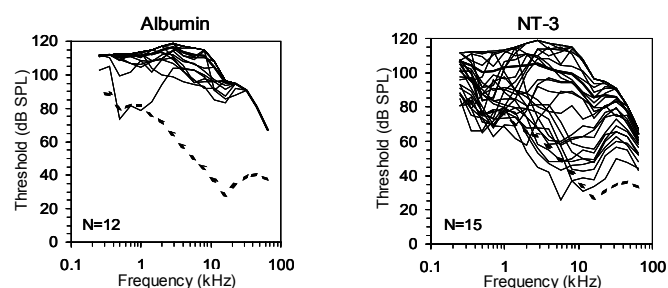 Albumin
120
100
80
60
40
20
0
Threshold (dB SPL)
N=12
0.1 1 10 100
Frequency (kHz)
NT-3
120
100
80
60
40
20
0
Threshold (dB SPL)
N=15
0.1 1 10 100
Frequency (kHz)